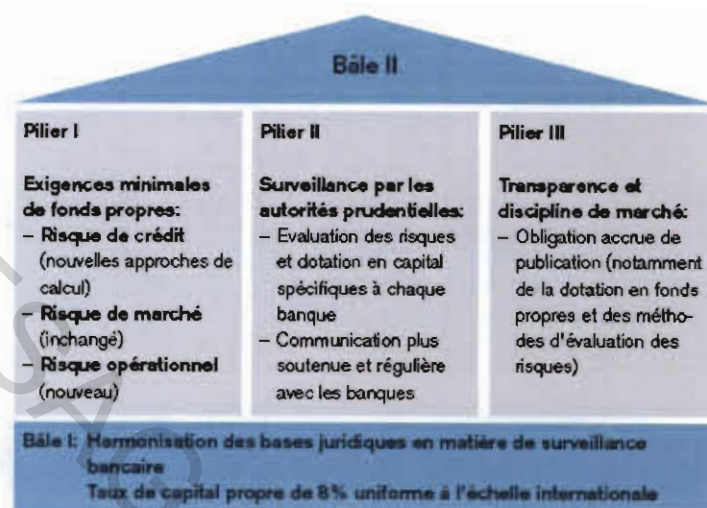 Bâle II
Pilier I
Exigences minimales
de fonds propres:
– Risque de crédit
(nouvelles approches de
calcul)
– Risque de marché
(inchangé)
– Risque opérationnel
(nouveau)
Pilier II
Surveillance par les
autorités prudentielles:
– Evaluation des risques
et dotation en capital
spécifiques à chaque
banque
– Communication plus
soutenue et régulière
avec les banques
Pilier III
Transparence et
discipline de marché:
– Obligation accrue de
publication (notamment
de la dotation en fonds
propres et des métho-
des d'évaluation des
risques)
Bâle I: Harmonisation des bases juridiques en matière de surveillance
bancaire
Taux de capital propre de 8% uniforme à l'échelle internationale